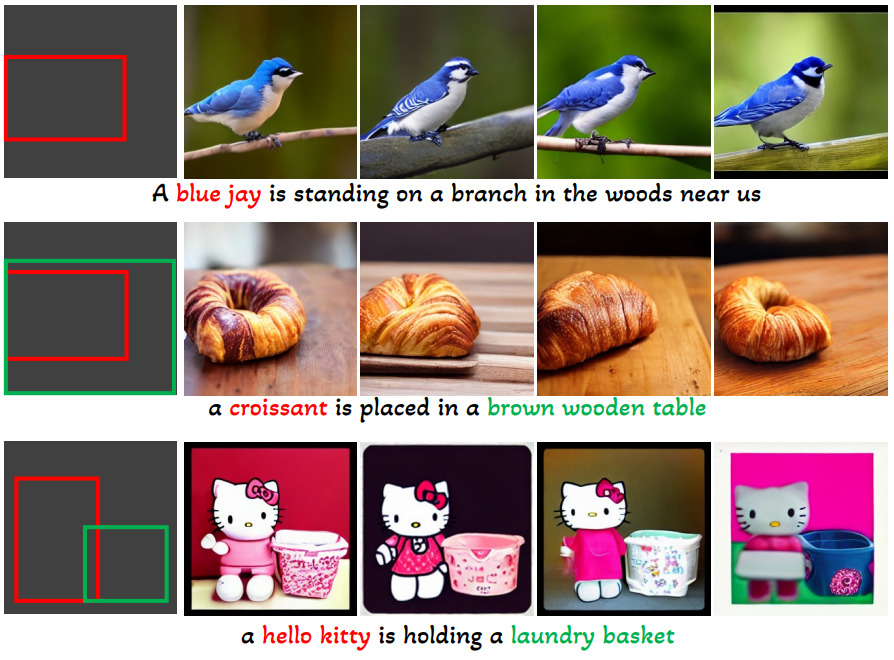 A blue jay is standing on a branch in the woods near us
a croissant is placed in a brown wooden table
a hello kitty is holding a laundry basket